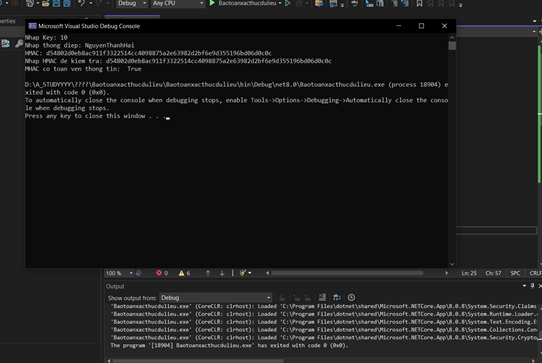 Debug
Any CPU
Baotoanxacthucdulieu
Microsoft Visual Studio Debug Console
Nhap Key: 10
Nhap thong diep: NguyenThanhHai
HMAC: d54802d0eb8ac911f3322514cc4098875a2e63982d2bf6e9d355196bd06d0c0c
Nhap HMAC de kiem tra: d54802d0eb8ac911f3322514cc4098875a2e63982d2bf6e9d355196bd06d0c0c
MHAC co toan ven thong tin:  True
D:\A_STUDYYYY\????\Baotoanxacthucdulieu\Baotoanxacthucdulieu\bin\Debug\net8.0\Baotoanxacthucdulieu.exe (process 18904) e
xited with code 0 (0x0).
To automatically close the console when debugging stops, enable Tools->Options->Debugging->Automatically close the conso
le when debugging stops.
Press any key to close this window . . .
100 %
0
6
Ln: 25
Ch: 57
SPC
CRLF
Output
Show output from:
Debug
'Baotoanxacthucdulieu.exe' (CoreCLR: clrhost): Loaded 'C:\Program Files\dotnet\shared\Microsoft.NETCore.App\8.0.8\System.Security.Claims
'Baotoanxacthucdulieu.exe' (CoreCLR: clrhost): Loaded 'C:\Program Files\dotnet\shared\Microsoft.NETCore.App\8.0.8\System.Runtime.Loader.
'Baotoanxacthucdulieu.exe' (CoreCLR: clrhost): Loaded 'C:\Program Files\dotnet\shared\Microsoft.NETCore.App\8.0.8\System.Text.Encoding.E
'Baotoanxacthucdulieu.exe' (CoreCLR: clrhost): Loaded 'C:\Program Files\dotnet\shared\Microsoft.NETCore.App\8.0.8\System.Collections.Con
'Baotoanxacthucdulieu.exe' (CoreCLR: clrhost): Loaded 'C:\Program Files\dotnet\shared\Microsoft.NETCore.App\8.0.8\System.Security.Crypto
The program '[18904] Baotoanxacthucdulieu.exe' has exited with code 0 (0x0).